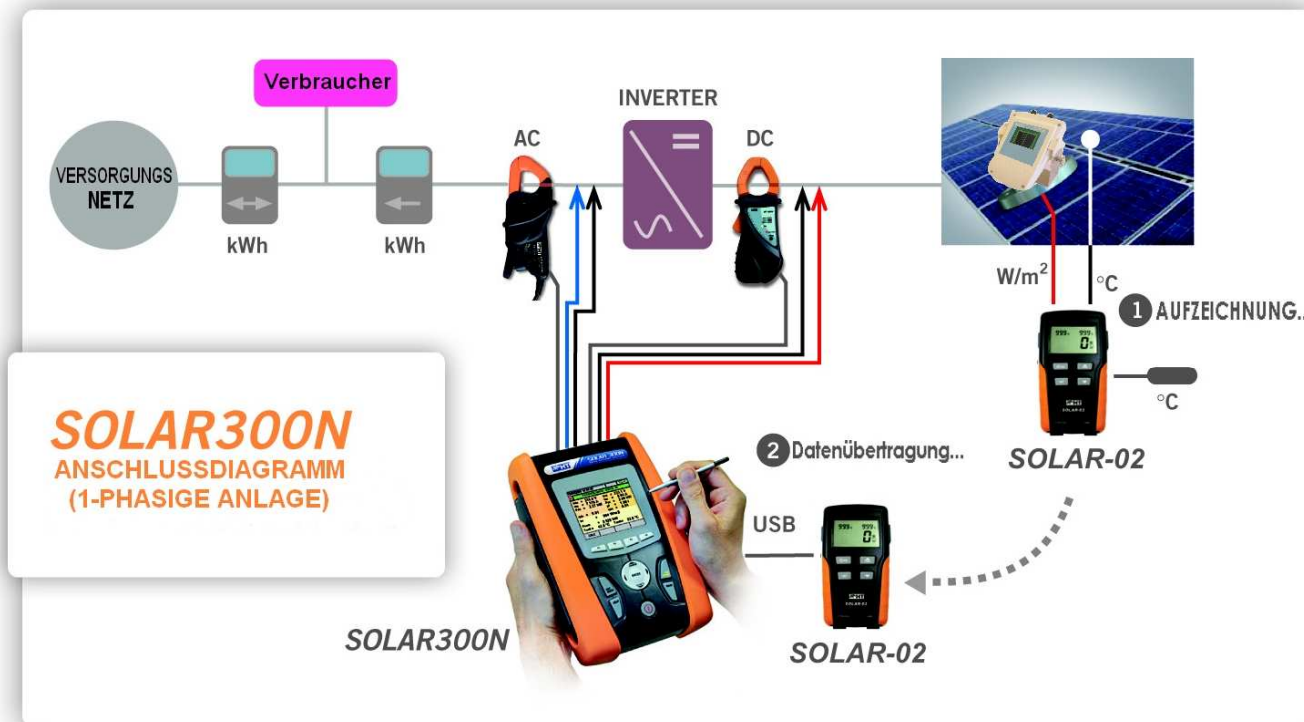 Verbraucher
INVERTER
AC
DC
VERSORGUNGS
NETZ
kWh
kWh
W/m²
°C
1 AUFZEICHNUNG..
°C
SOLAR-02
SOLAR300N
ANSCHLUSSDIAGRAMM
(1-PHASIGE ANLAGE)
2 Datenübertragung...
USB
SOLAR300N
SOLAR-02